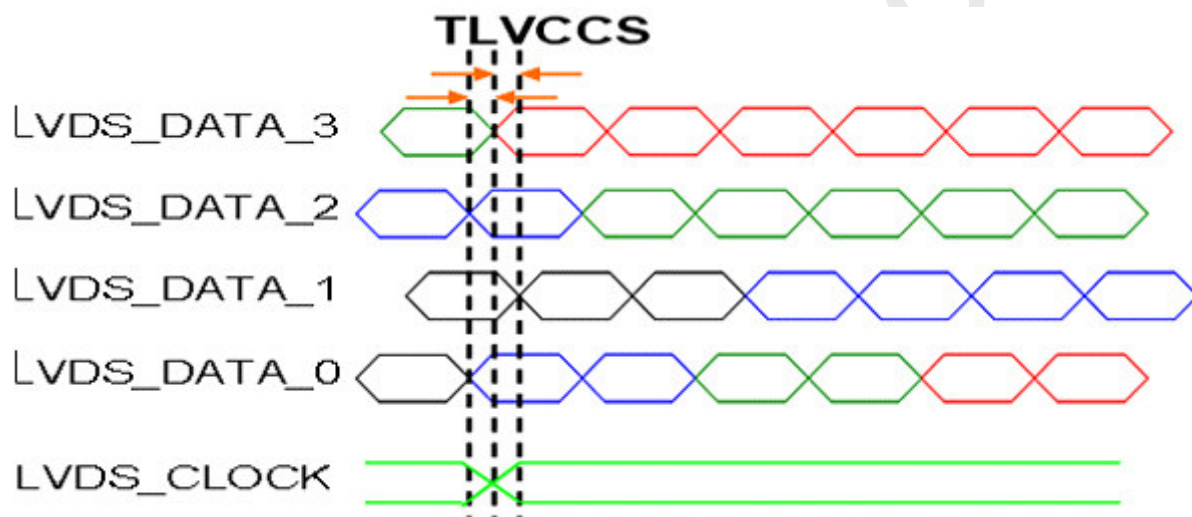 TLVCCS
LVDS_DATA_3
LVDS_DATA_2
LVDS_DATA_1
LVDS_DATA_0
LVDS_CLOCK